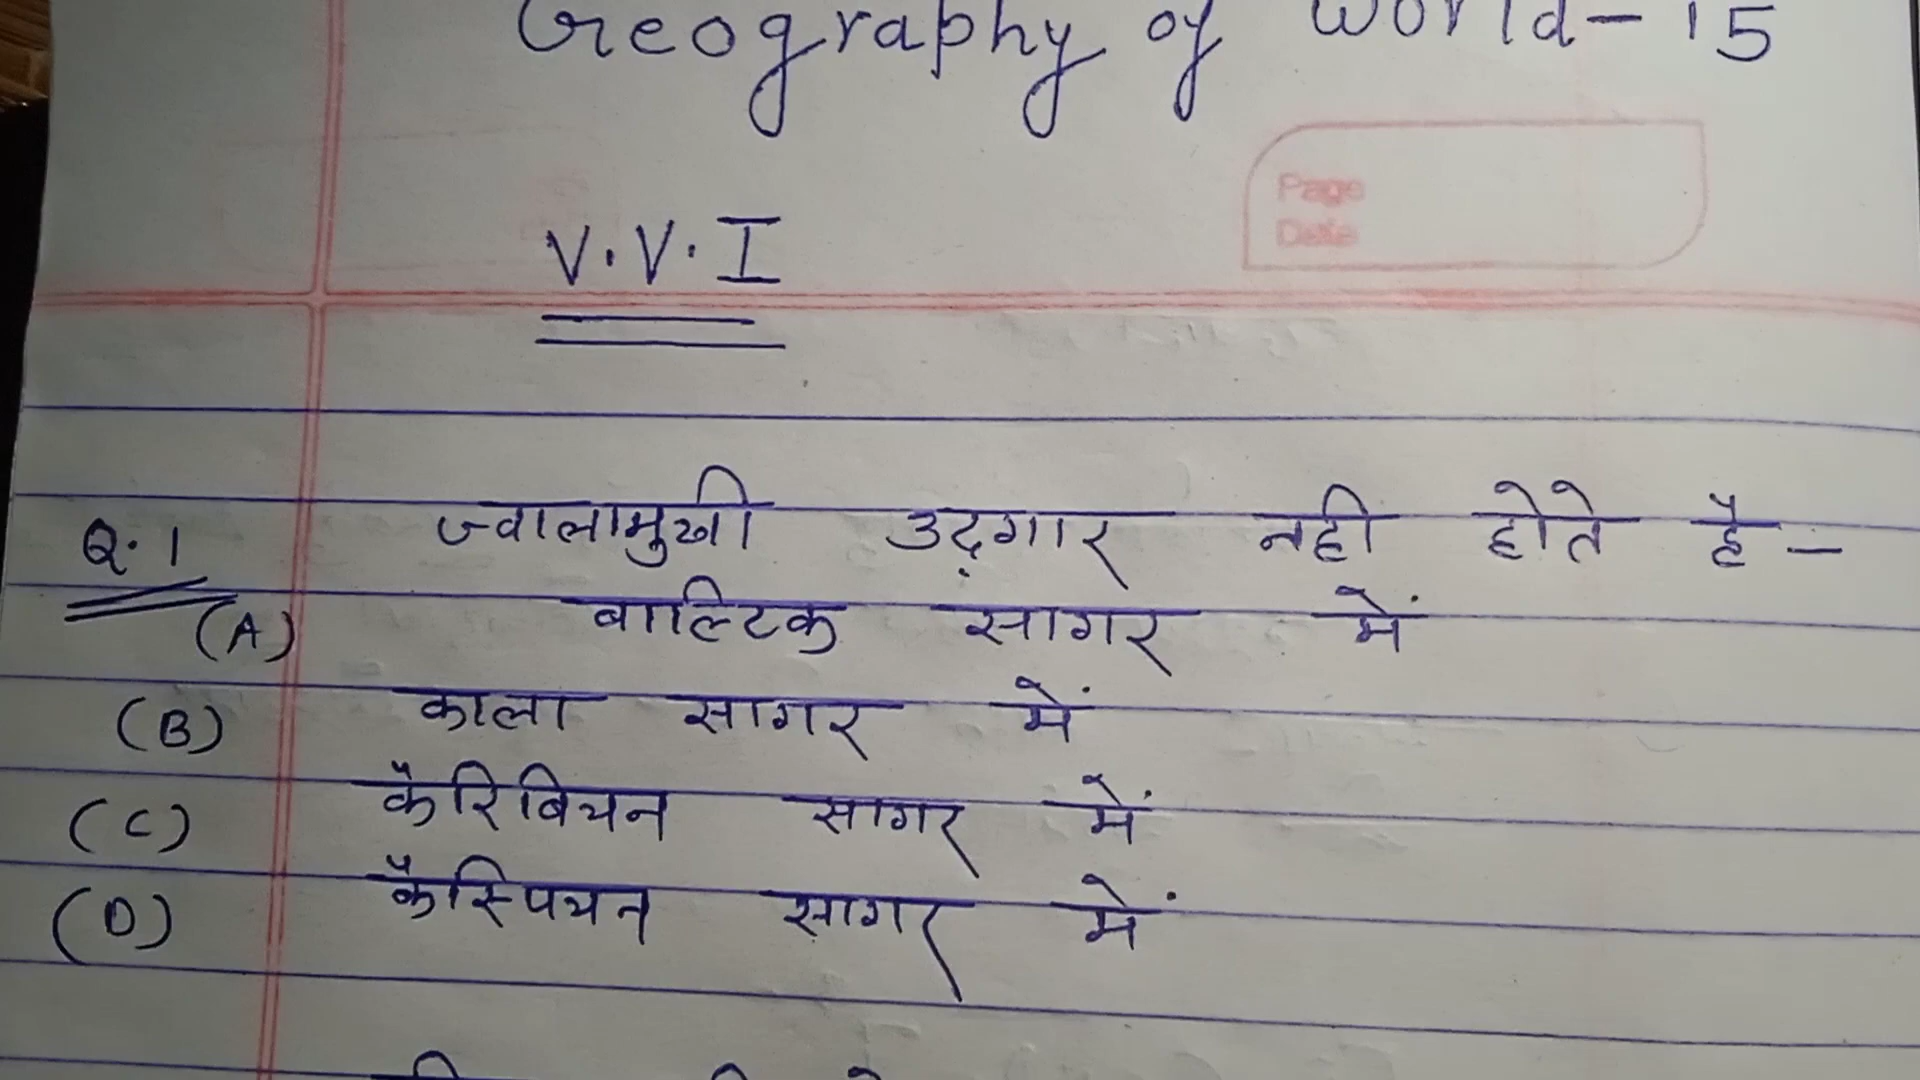 Geography of World-15
Page
Date
V.V.I
Q.1 ज्वालामुखी उद्गार नही होते है -
(A) बाल्टिक सागर में
(B) काला सागर में
(C) कैरिबियन सागर में
(D) कैस्पियन सागर में